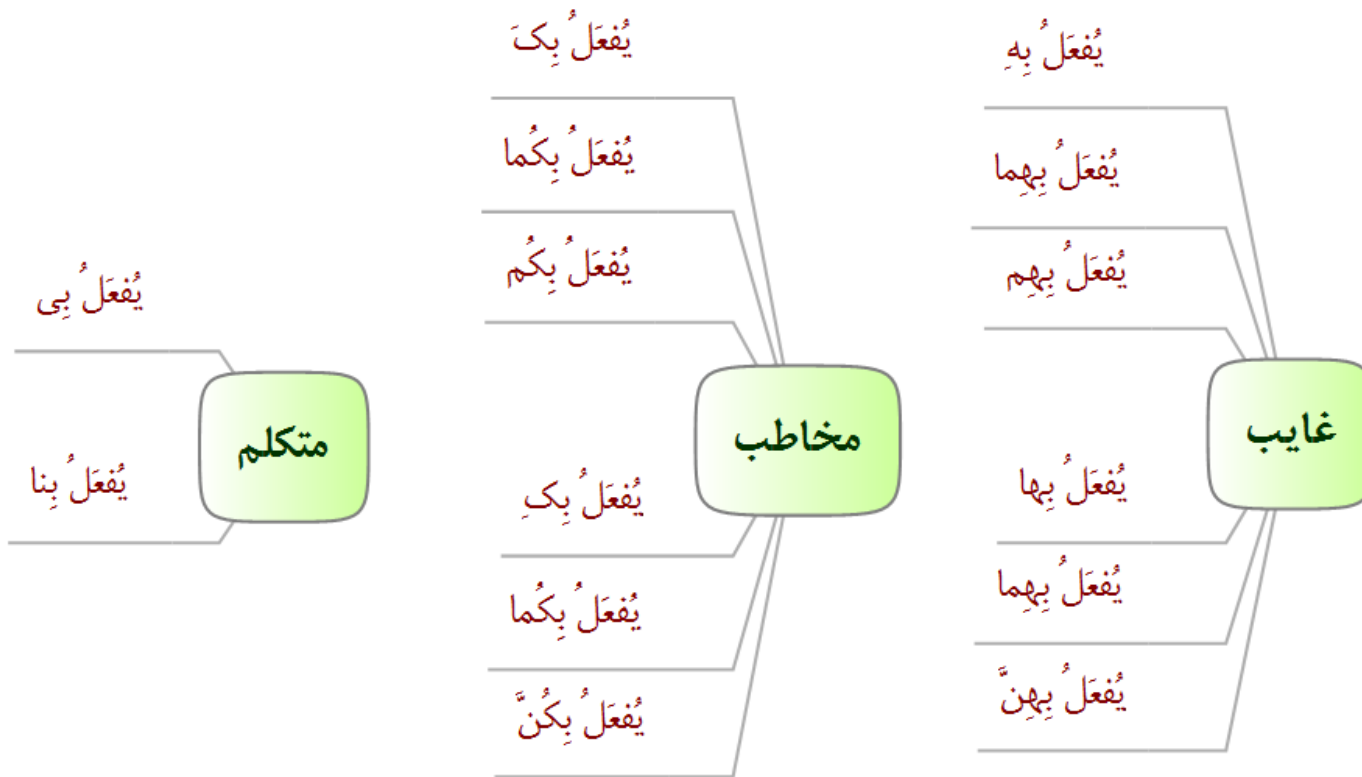 غایب
یُفعَلُ بِهِ
یُفعَلُ بِهِما
یُفعَلُ بِهِم
یُفعَلُ بِها
یُفعَلُ بِهِما
یُفعَلُ بِهِنَّ
مخاطب
یُفعَلُ بِکَ
یُفعَلُ بِکُما
یُفعَلُ بِکُم
یُفعَلُ بِکِ
یُفعَلُ بِکُما
یُفعَلُ بِکُنَّ
متکلم
یُفعَلُ بِی
یُفعَلُ بِنا